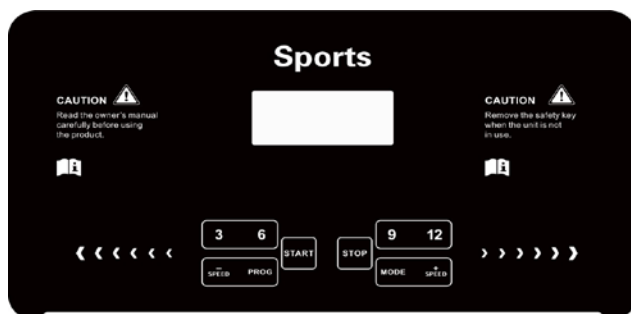 Sports
CAUTION
Read the owner's manual
carefully before using
the product.
CAUTION
Remove the safety key
when the unit is not
in use.
3 6
START
STOP
9 12
− SPEED PROG
MODE + SPEED